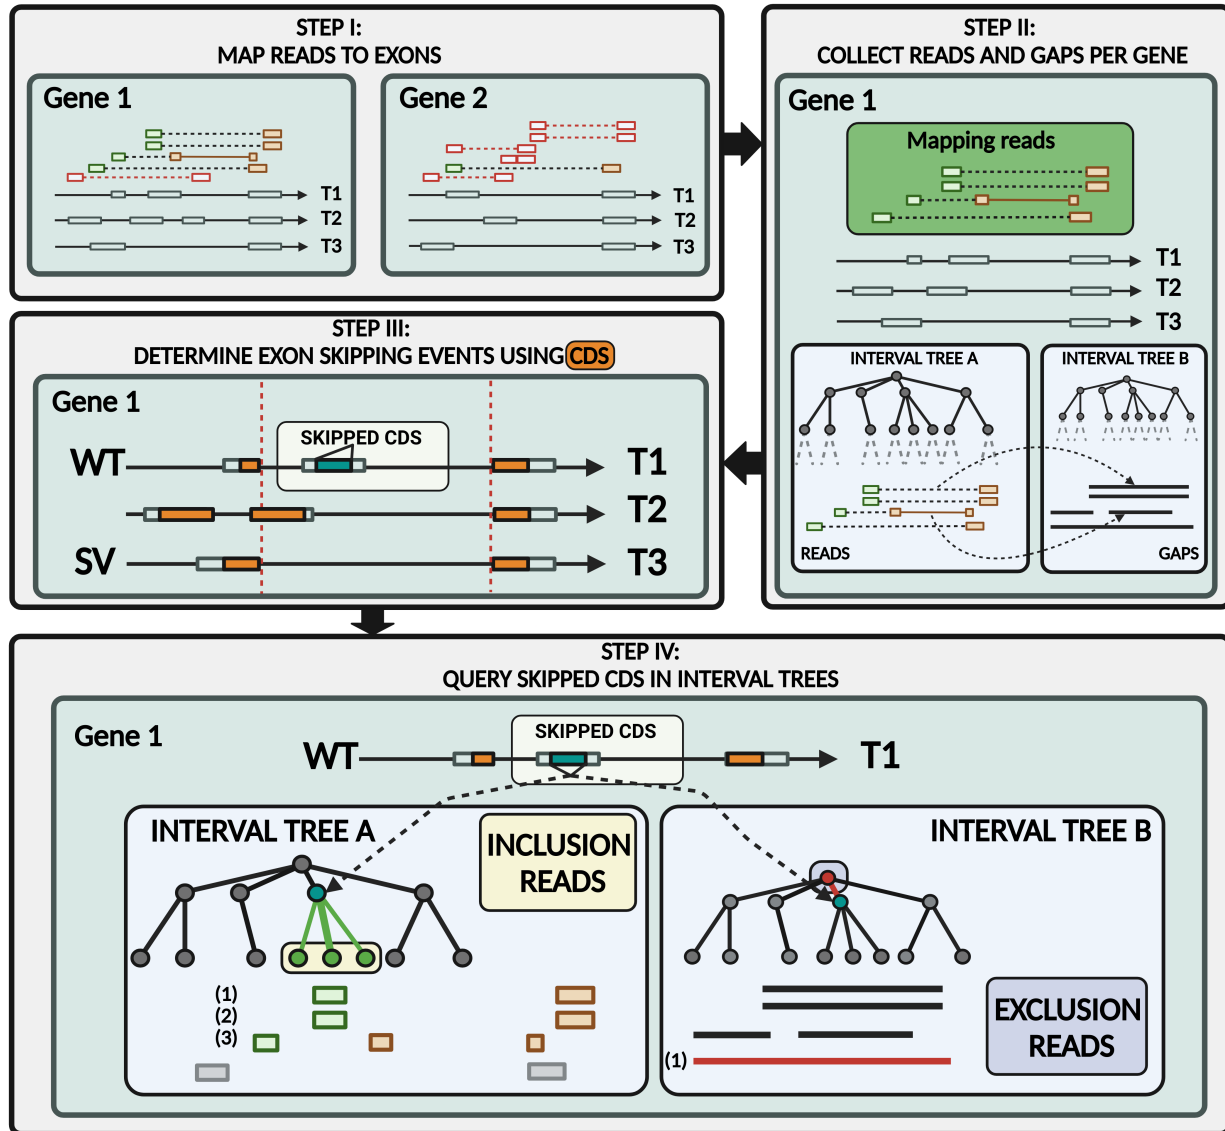 STEP I:
MAP READS TO EXONS
Gene 1
T1
T2
T3
Gene 2
T1
T2
T3
STEP II:
COLLECT READS AND GAPS PER GENE
Gene 1
Mapping reads
T1
T2
T3
INTERVAL TREE A
READS
INTERVAL TREE B
GAPS
STEP III:
DETERMINE EXON SKIPPING EVENTS USING CDS
Gene 1
SKIPPED CDS
WT T1
T2
SV T3
STEP IV:
QUERY SKIPPED CDS IN INTERVAL TREES
Gene 1
SKIPPED CDS
WT T1
INTERVAL TREE A
INCLUSION
READS
(1)
(2)
(3)
INTERVAL TREE B
EXCLUSION
READS
(1)